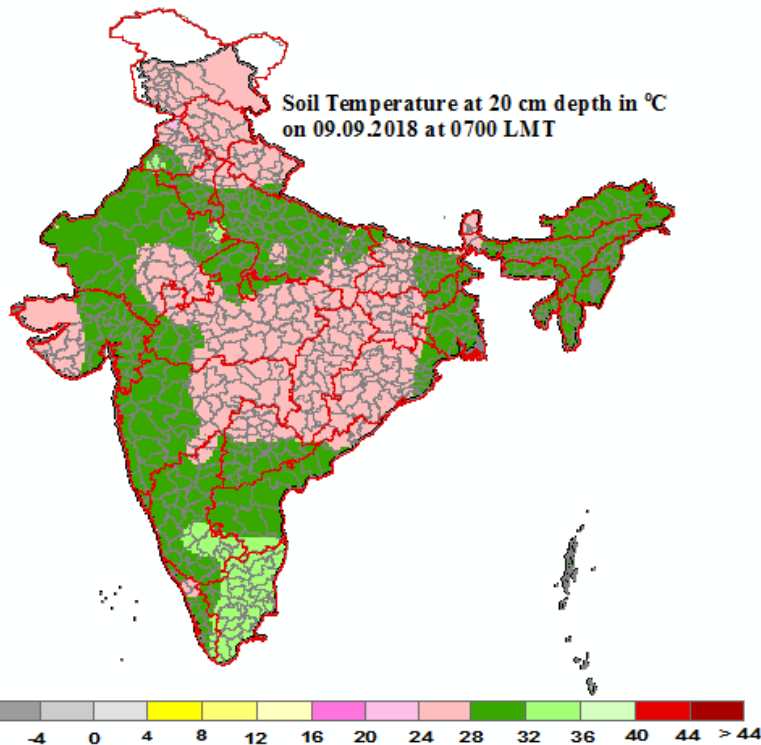 Soil Temperature at 20 cm depth in °C
on 09.09.2018 at 0700 LMT
-4 0 4 8 12 16 20 24 28 32 36 40 44 > 44